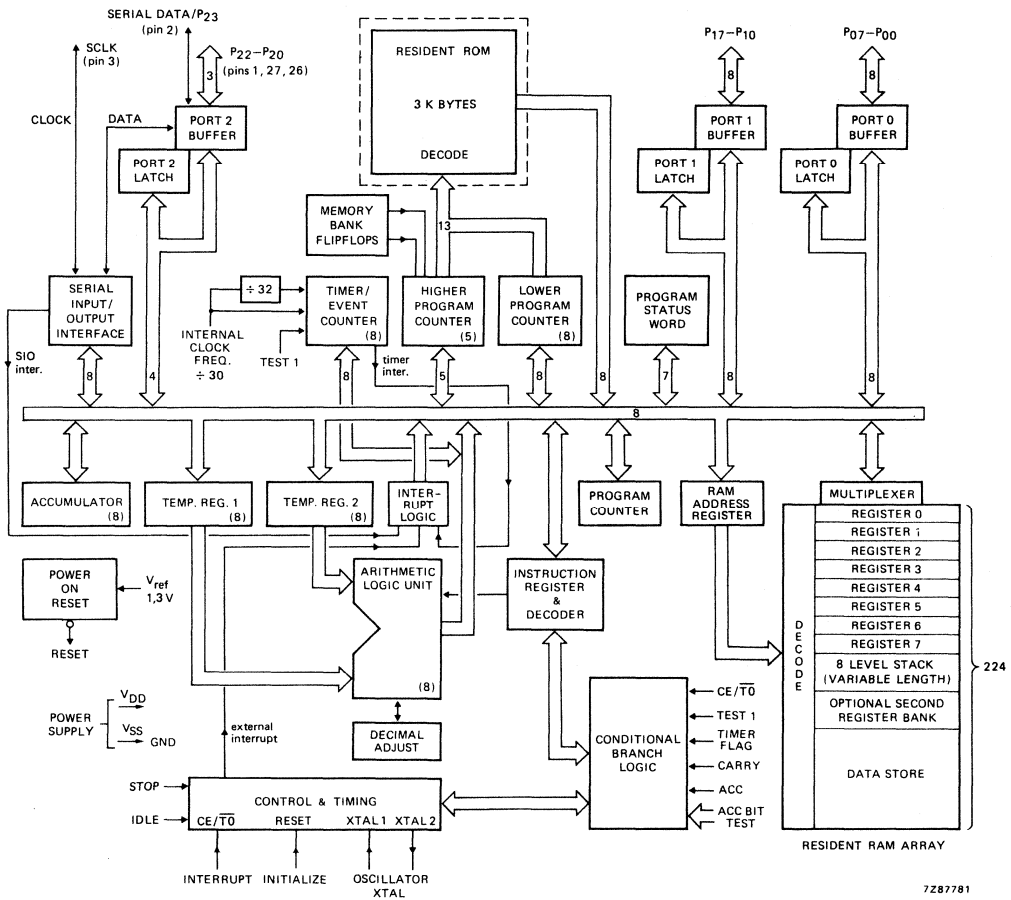 SERIAL DATA/P23
(pin 2)
SCLK
(pin 3)
P22–P20
(pins 1, 27, 26)
3
CLOCK
DATA
PORT 2
BUFFER
PORT 2
LATCH
RESIDENT ROM
3 K BYTES
DECODE
P17–P10
8
PORT 1
BUFFER
PORT 1
LATCH
P07–P00
8
PORT 0
BUFFER
PORT 0
LATCH
MEMORY
BANK
FLIPFLOPS
13
SERIAL
INPUT/
OUTPUT
INTERFACE
÷ 32
TIMER/
EVENT
COUNTER
(8)
HIGHER
PROGRAM
COUNTER
(5)
LOWER
PROGRAM
COUNTER
(8)
PROGRAM
STATUS
WORD
INTERNAL
CLOCK
FREQ.
÷ 30
TEST 1
timer
inter.
SIO
inter.
8
4
8
5
8
8
7
8
8
8
ACCUMULATOR
(8)
TEMP. REG. 1
(8)
TEMP. REG. 2
(8)
INTER–
RUPT
LOGIC
PROGRAM
COUNTER
RAM
ADDRESS
REGISTER
MULTIPLEXER
REGISTER 0
REGISTER 1
REGISTER 2
REGISTER 3
REGISTER 4
REGISTER 5
REGISTER 6
REGISTER 7
8 LEVEL STACK
(VARIABLE LENGTH)
OPTIONAL SECOND
REGISTER BANK
DATA STORE
DECODE
224
RESIDENT RAM ARRAY
POWER
ON
RESET
Vref
1,3 V
RESET
ARITHMETIC
LOGIC UNIT
(8)
INSTRUCTION
REGISTER
&
DECODER
DECIMAL
ADJUST
POWER
SUPPLY
VDD
VSS
GND
external
interrupt
CONDITIONAL
BRANCH
LOGIC
CE/T̅0̅
TEST 1
TIMER
FLAG
CARRY
ACC
ACC BIT
TEST
STOP
IDLE
CONTROL & TIMING
CE/T̅0̅ RESET XTAL 1 XTAL 2
INTERRUPT INITIALIZE OSCILLATOR
XTAL
7Z87781